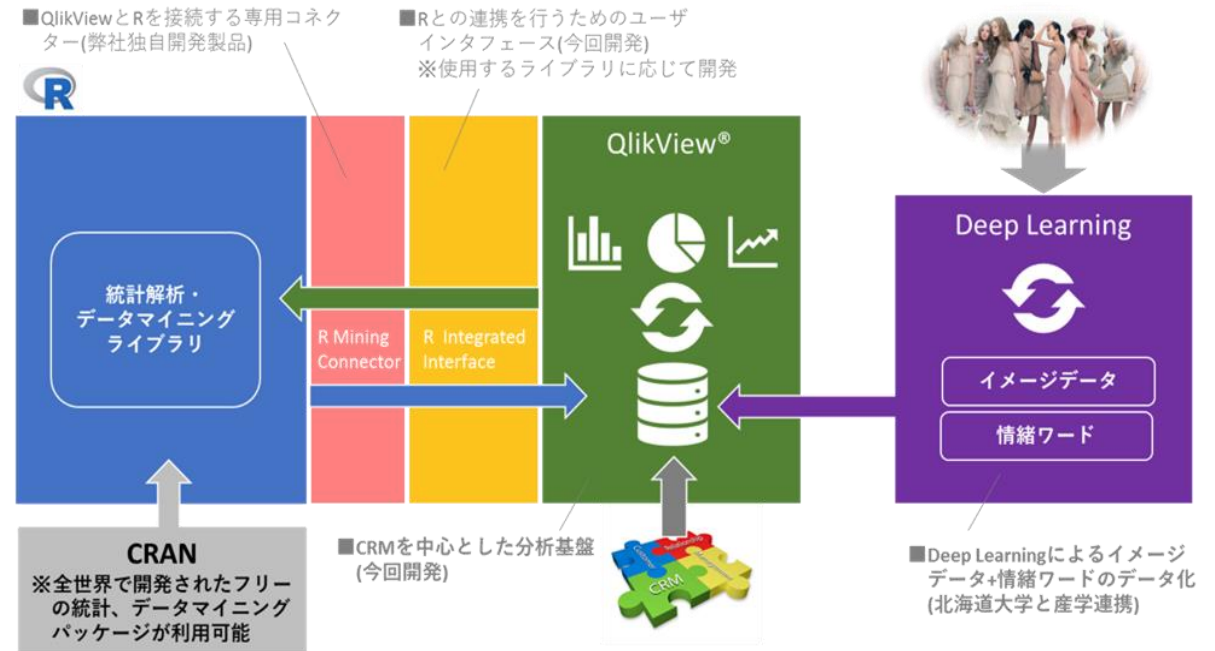 ■QlikViewとRを接続する専用コネク
ター(弊社独自開発製品)
■Rとの連携を行うためのユーザ
インタフェース(今回開発)
※使用するライブラリに応じて開発
R
統計解析・
データマイニング
ライブラリ
R Mining
Connector
R Integrated
Interface
QlikView®
Deep Learning
イメージデータ
情緒ワード
CRAN
※全世界で開発されたフリー
の統計、データマイニング
パッケージが利用可能
■CRMを中心とした分析基盤
(今回開発)
Customer
Relationship
Management
CRM
■Deep Learningによるイメージ
データ+情緒ワードのデータ化
(北海道大学と産学連携)